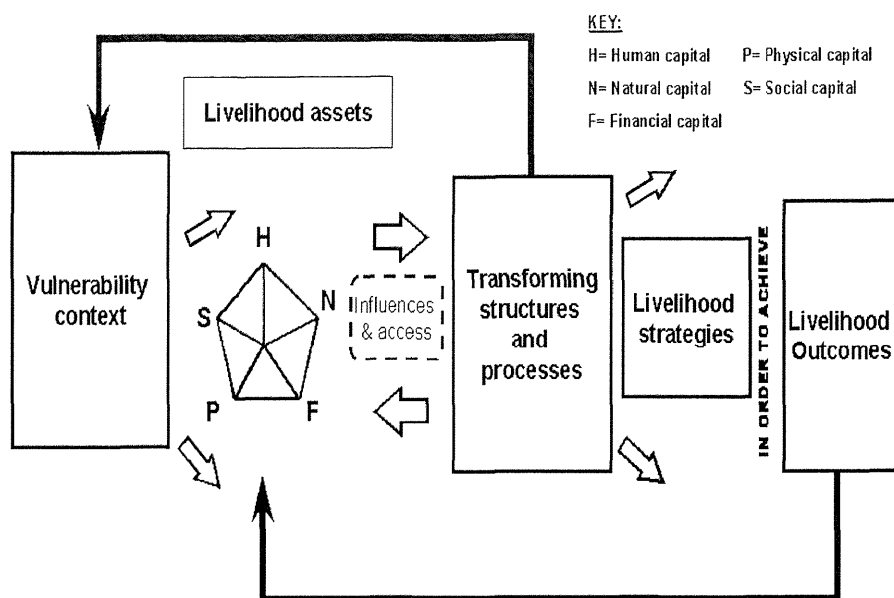 KEY:
H= Human capital P= Physical capital
N= Natural capital S= Social capital
F= Financial capital
Livelihood assets
Vulnerability
context
H
S
N
P
F
Influences
& access
Transforming
structures
and
processes
Livelihood
strategies
IN ORDER TO ACHIEVE
Livelihood
Outcomes